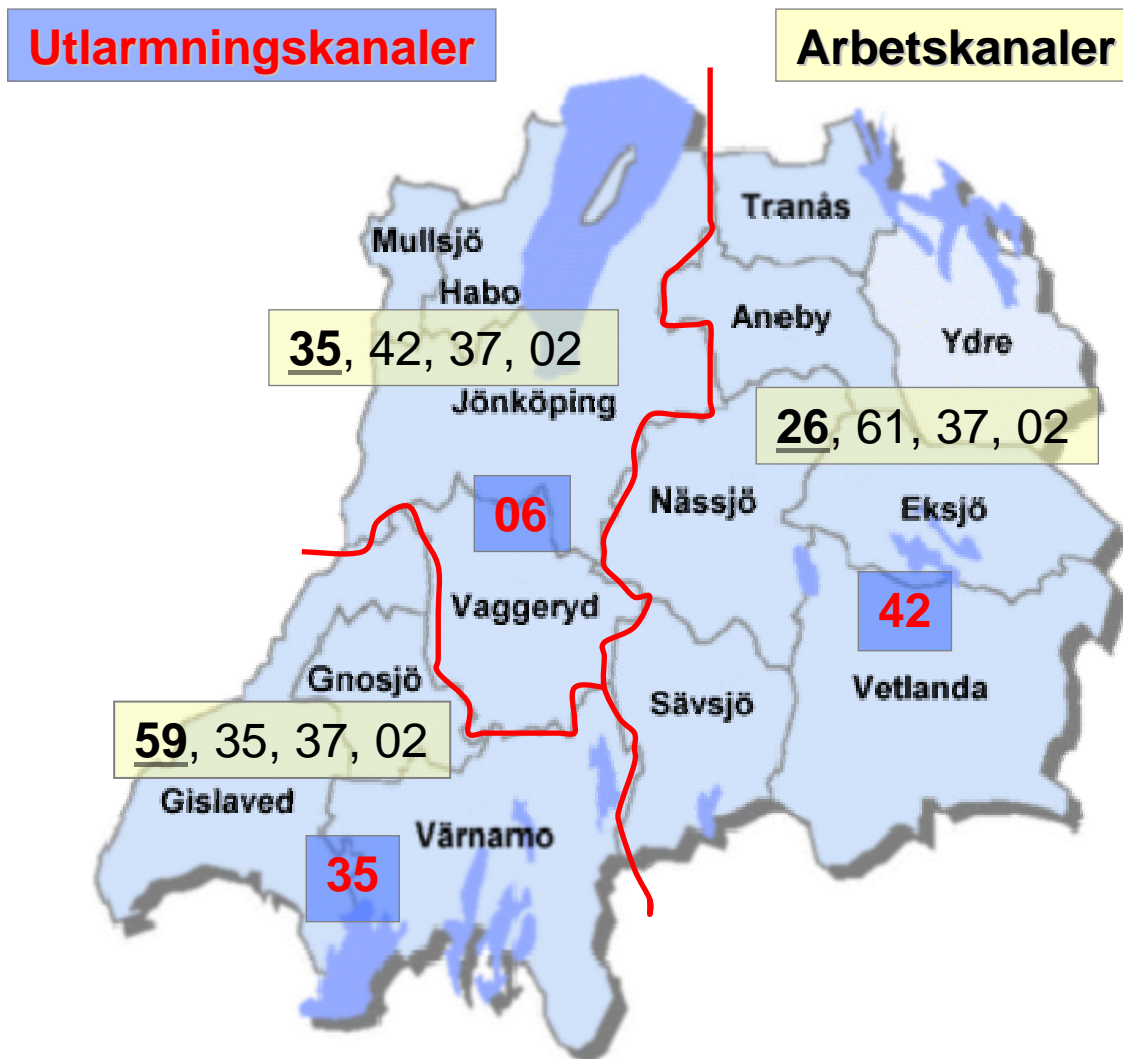 Utlarmningskanaler
Arbetskanaler
Tranås
Mullsjö
Habo
Aneby
Ydre
35, 42, 37, 02
Jönköping
26, 61, 37, 02
Nässjö
06
Eksjö
Vaggeryd
42
Gnosjö
Sävsjö
Vetlanda
59, 35, 37, 02
Gislaved
Värnamo
35